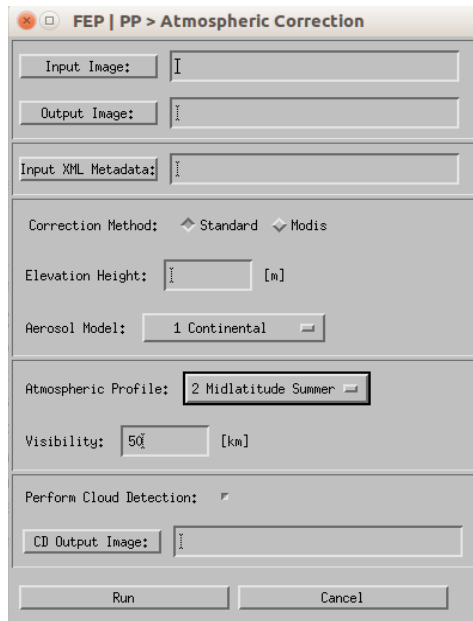 FEP | PP > Atmospheric Correction
Input Image:
Output Image:
Input XML Metadata:
Correction Method: Standard Modis
Elevation Height: [m]
Aerosol Model: 1 Continental
Atmospheric Profile: 2 Midlatitude Summer
Visibility: 50 [km]
Perform Cloud Detection:
CD Output Image:
Run Cancel